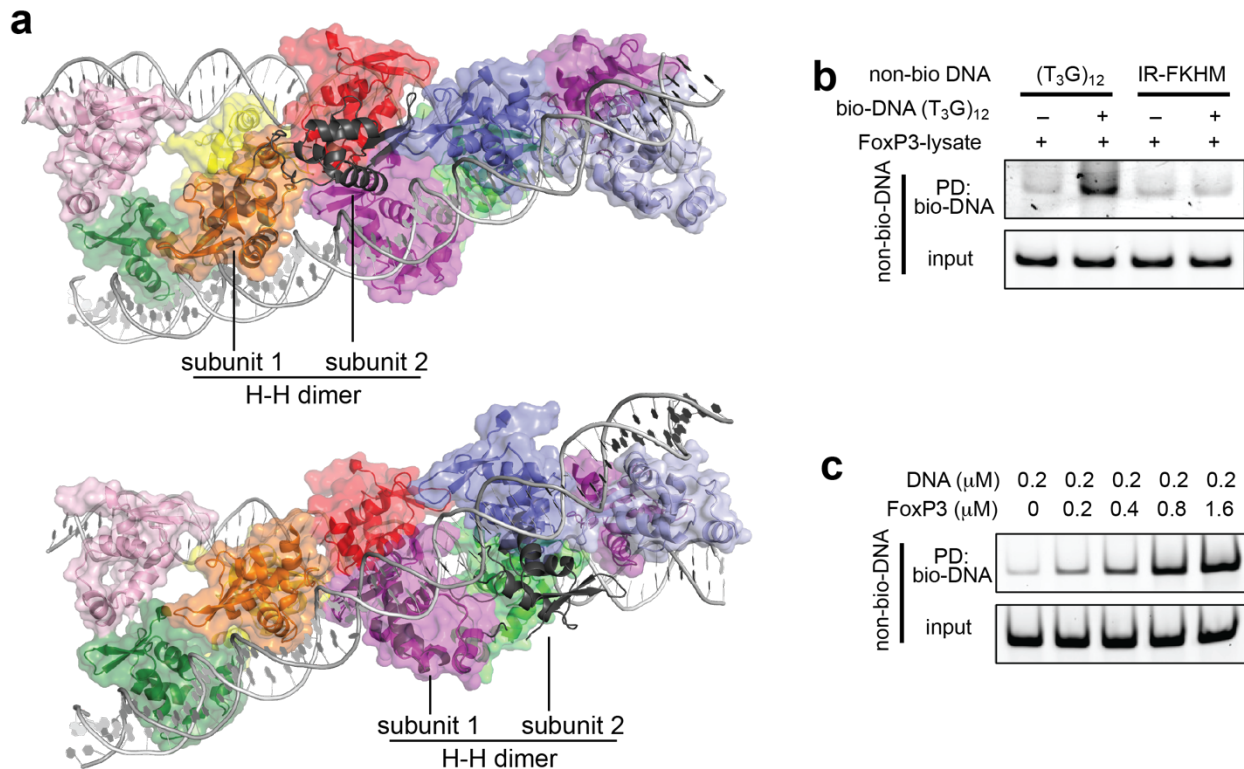 a
subunit 1 subunit 2
H-H dimer
subunit 1 subunit 2
H-H dimer
b
non-bio DNA (T₃G)₁₂ IR-FKHM
bio-DNA (T₃G)₁₂ – + – +
FoxP3-lysate + + + +
non-bio-DNA
PD:
bio-DNA
input
c
DNA (μM) 0.2 0.2 0.2 0.2 0.2
FoxP3 (μM) 0 0.2 0.4 0.8 1.6
non-bio-DNA
PD:
bio-DNA
input